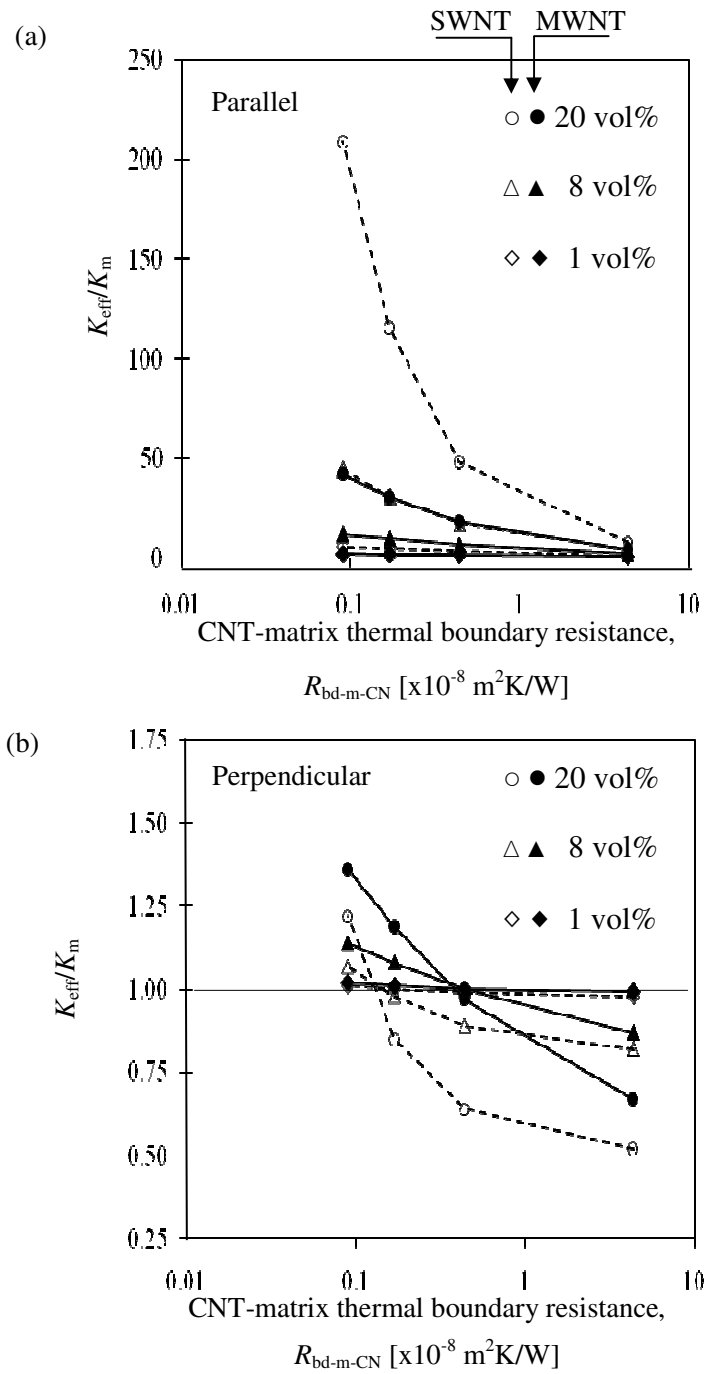 SWNT MWNT
(a)
250
Parallel
20 vol%
200
8 vol%
150
1 vol%
K_eff/K_m
100
50
0
0.01 0.1 1 10
CNT-matrix thermal boundary resistance,
R_bd-m-CN [x10^-8 m^2K/W]
(b)
1.75
Perpendicular
20 vol%
1.50
8 vol%
1.25
1 vol%
K_eff/K_m
1.00
0.75
0.50
0.25
0.01 0.1 1 10
CNT-matrix thermal boundary resistance,
R_bd-m-CN [x10^-8 m^2K/W]